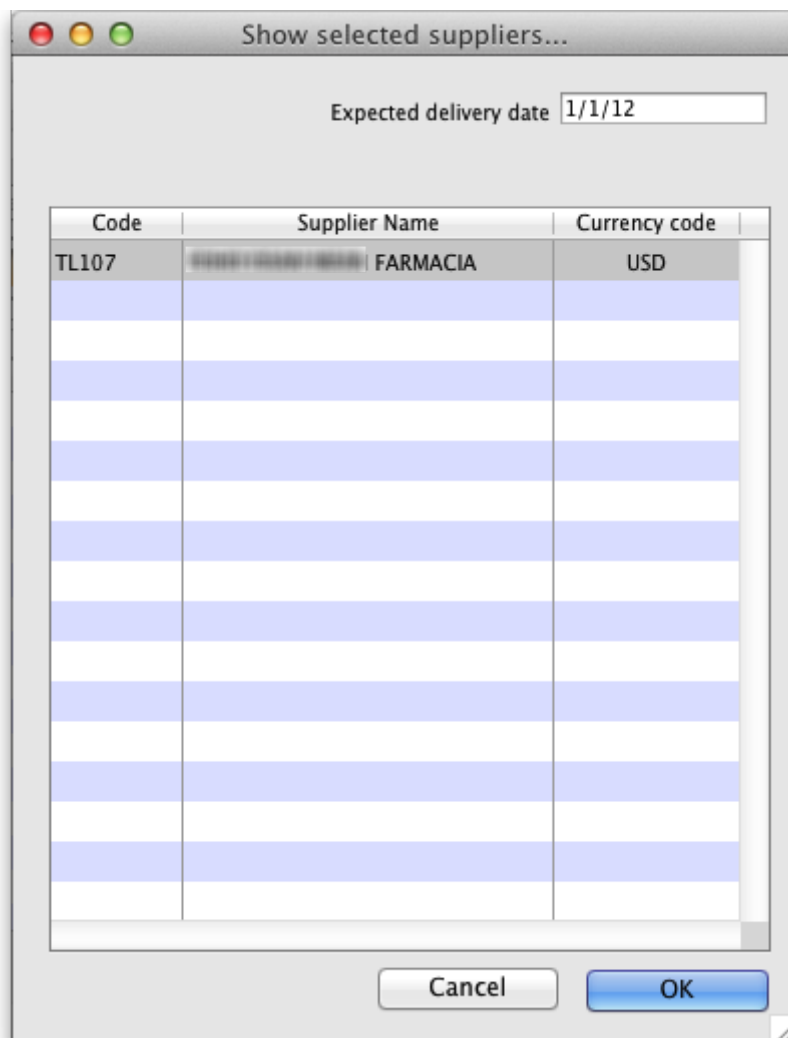 Show selected suppliers...
Expected delivery date 1/1/12
Code Supplier Name Currency code
TL107 FARMACIA USD
Cancel OK